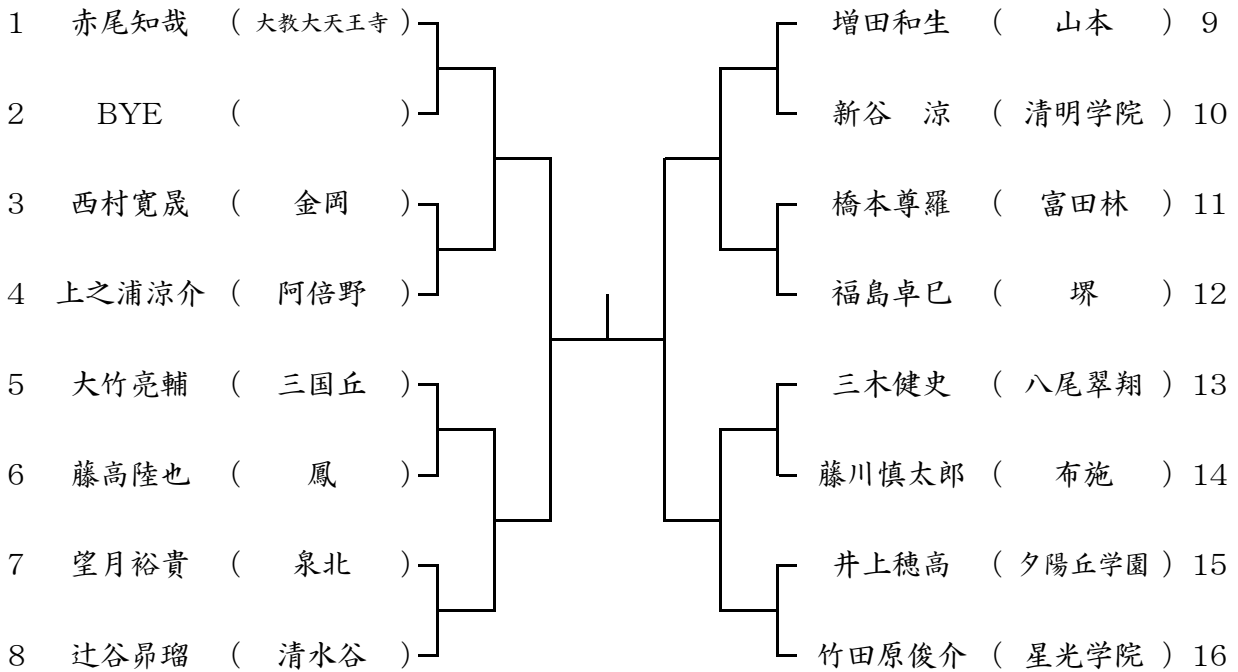 1 赤尾知哉 ( 大教大天王寺 )
2 BYE ( )
3 西村寛晟 ( 金岡 )
4 上之浦涼介 ( 阿倍野 )
5 大竹亮輔 ( 三国丘 )
6 藤高陸也 ( 鳳 )
7 望月裕貴 ( 泉北 )
8 辻谷昴瑠 ( 清水谷 )
増田和生 ( 山本 ) 9
新谷 涼 ( 清明学院 ) 10
橋本尊羅 ( 富田林 ) 11
福島卓巳 ( 堺 ) 12
三木健史 ( 八尾翠翔 ) 13
藤川慎太郎 ( 布施 ) 14
井上穂高 ( 夕陽丘学園 ) 15
竹田原俊介 ( 星光学院 ) 16